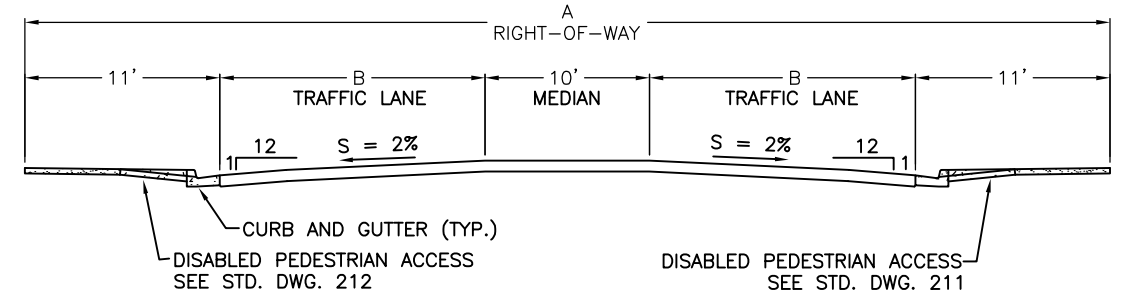 A
RIGHT-OF-WAY
11' B 10' B 11'
TRAFFIC LANE MEDIAN TRAFFIC LANE
1 12 S = 2% S = 2% 12 1
CURB AND GUTTER (TYP.)
DISABLED PEDESTRIAN ACCESS
SEE STD. DWG. 212
DISABLED PEDESTRIAN ACCESS
SEE STD. DWG. 211